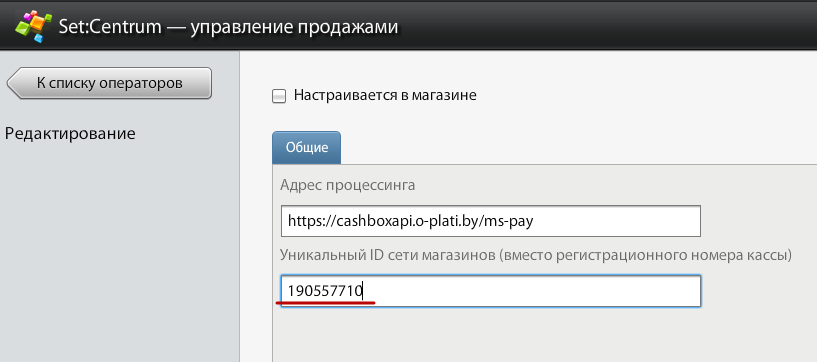 Set:Centrum — управление продажами
К списку операторов
Редактирование
Настраивается в магазине
Общие
Адрес процессинга
https://cashboxapi.o-plati.by/ms-pay
Уникальный ID сети магазинов (вместо регистрационного номера кассы)
190557710